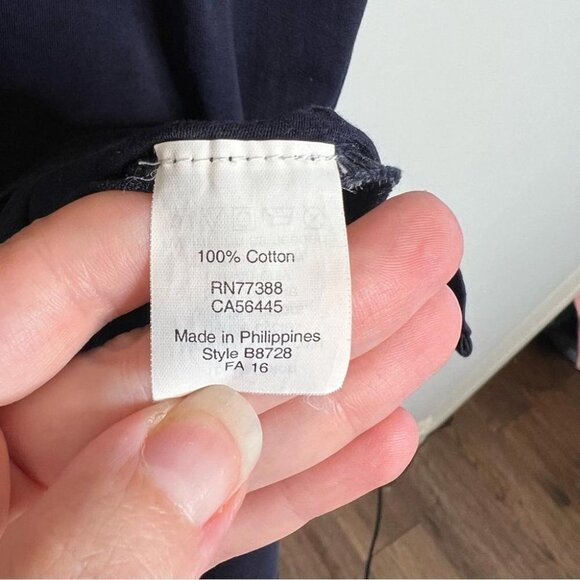 100% Cotton
RN77388
CA56445
Made in Philippines
Style B8728
FA 16